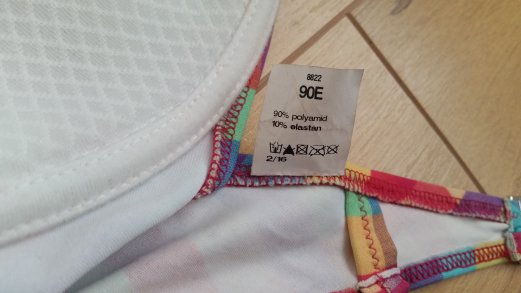 8822
90E
90% polyamid
10% elastan
2/16